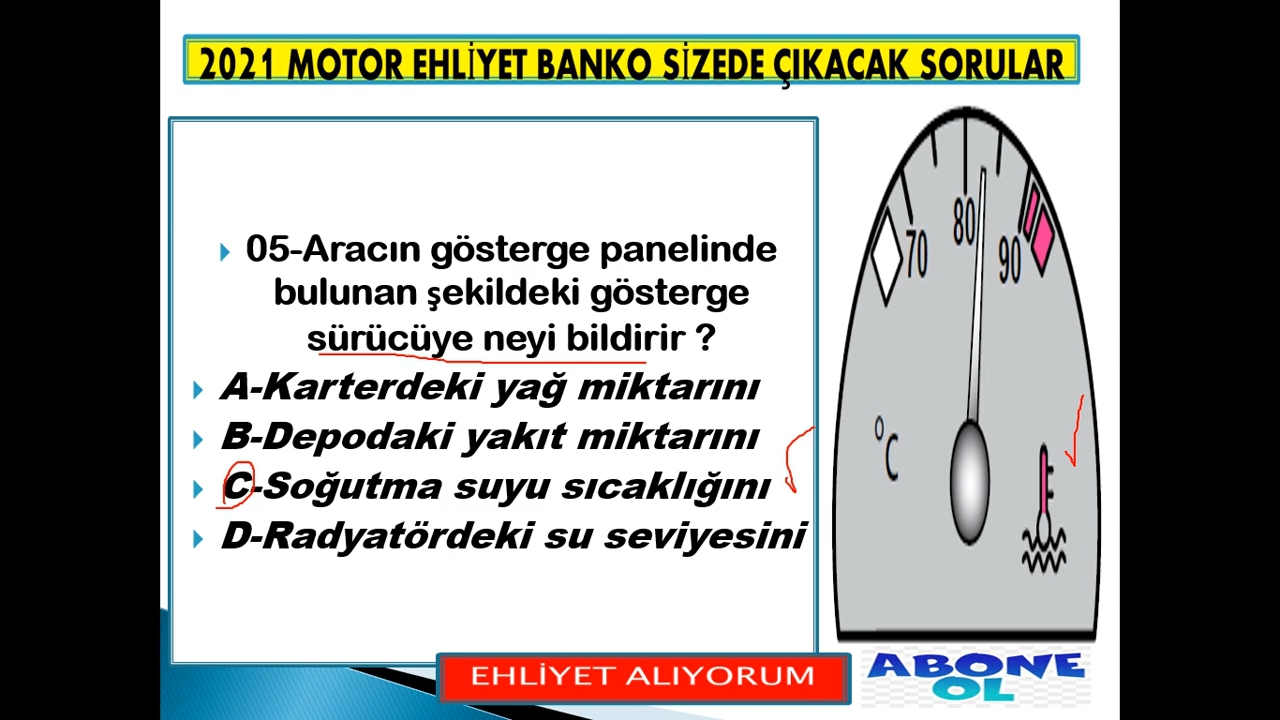 2021 MOTOR EHLİYET BANKO SİZEDE ÇIKACAK SORULAR
05-Aracın gösterge panelinde
bulunan şekildeki gösterge
sürücüye neyi bildirir ?
A-Karterdeki yağ miktarını
B-Depodaki yakıt miktarını
C-Soğutma suyu sıcaklığını
D-Radyatördeki su seviyesini
70
80
90
°C
EHLİYET ALIYORUM
ABONE
OL